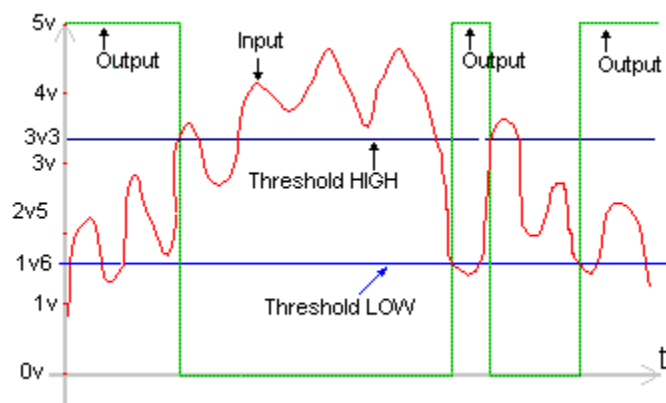 5v
Output
Input
Output
Output
4v
3v3
3v
Threshold HIGH
2v5
1v6
1v
Threshold LOW
0v
t